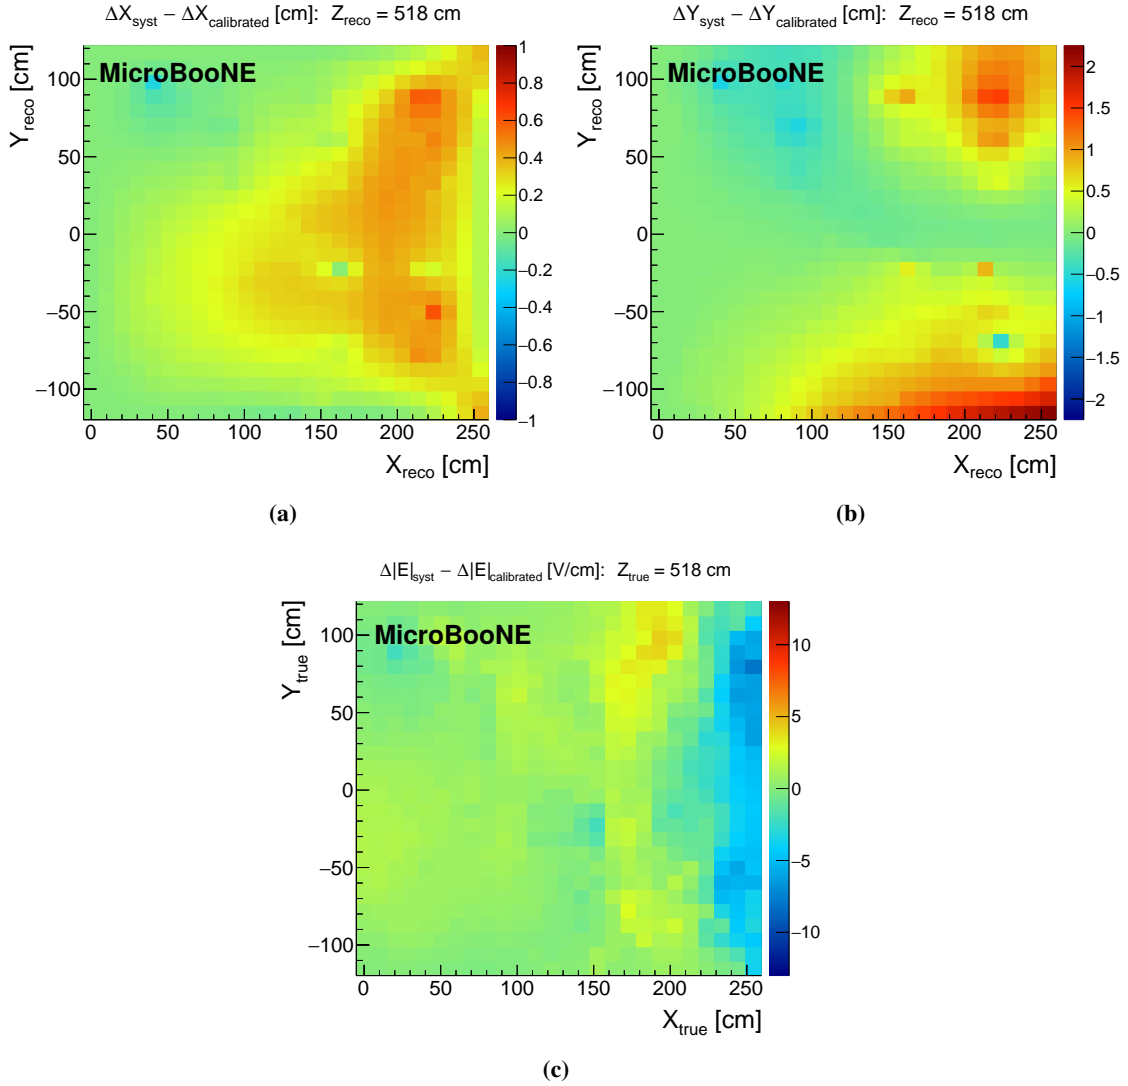 ΔX_syst − ΔX_calibrated [cm]: Z_reco = 518 cm
MicroBooNE
Y_reco [cm]
100
50
0
−50
−100
0 50 100 150 200 250
X_reco [cm]
1
0.8
0.6
0.4
0.2
0
−0.2
−0.4
−0.6
−0.8
−1
(a)
ΔY_syst − ΔY_calibrated [cm]: Z_reco = 518 cm
MicroBooNE
Y_reco [cm]
100
50
0
−50
−100
0 50 100 150 200 250
X_reco [cm]
2
1.5
1
0.5
0
−0.5
−1
−1.5
−2
(b)
Δ|E|_syst − Δ|E|_calibrated [V/cm]: Z_true = 518 cm
MicroBooNE
Y_true [cm]
100
50
0
−50
−100
0 50 100 150 200 250
X_true [cm]
10
5
0
−5
−10
(c)